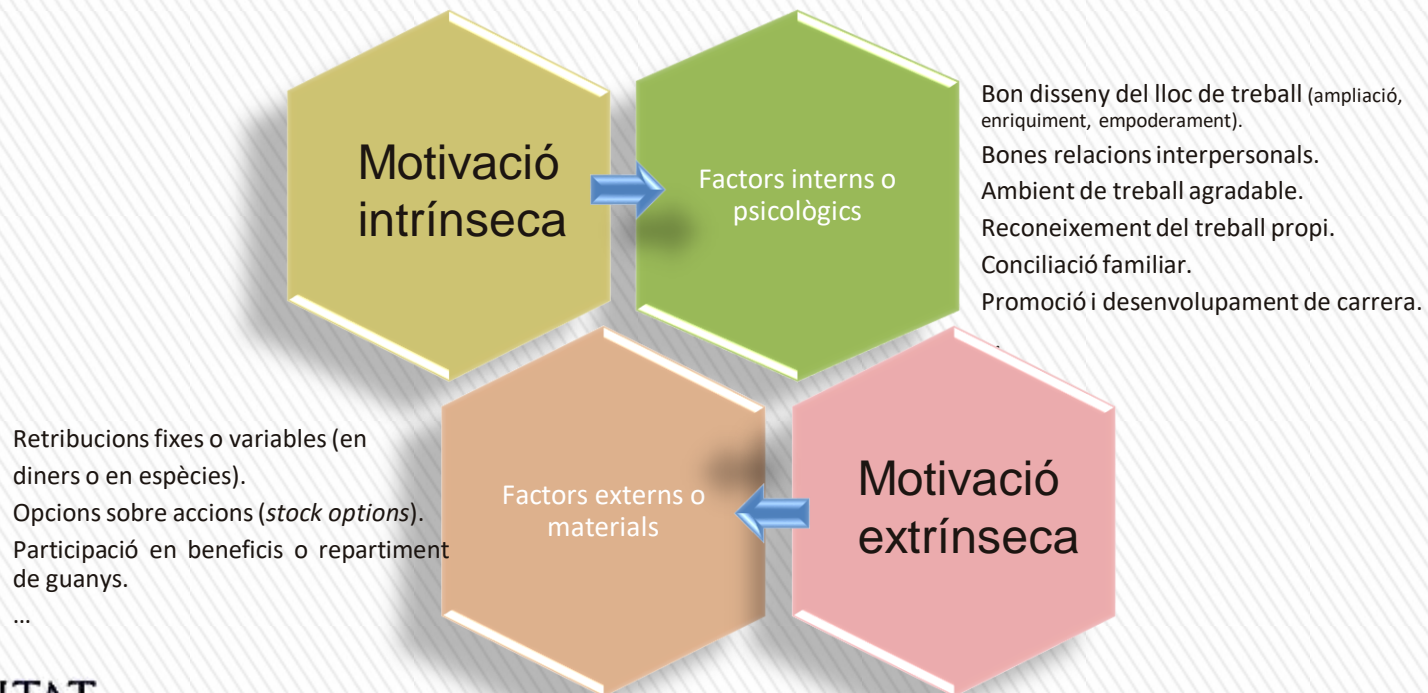 Motivació
intrínseca
Factors interns o
psicològics
Bon disseny del lloc de treball (ampliació,
enriquiment, empoderament).
Bones relacions interpersonals.
Ambient de treball agradable.
Reconeixement del treball propi.
Conciliació familiar.
Promoció i desenvolupament de carrera.
Retribucions fixes o variables (en
diners o en espècies).
Opcions sobre accions (stock options).
Participació en beneficis o repartiment
de guanys.
...
Factors externs o
materials
Motivació
extrínseca